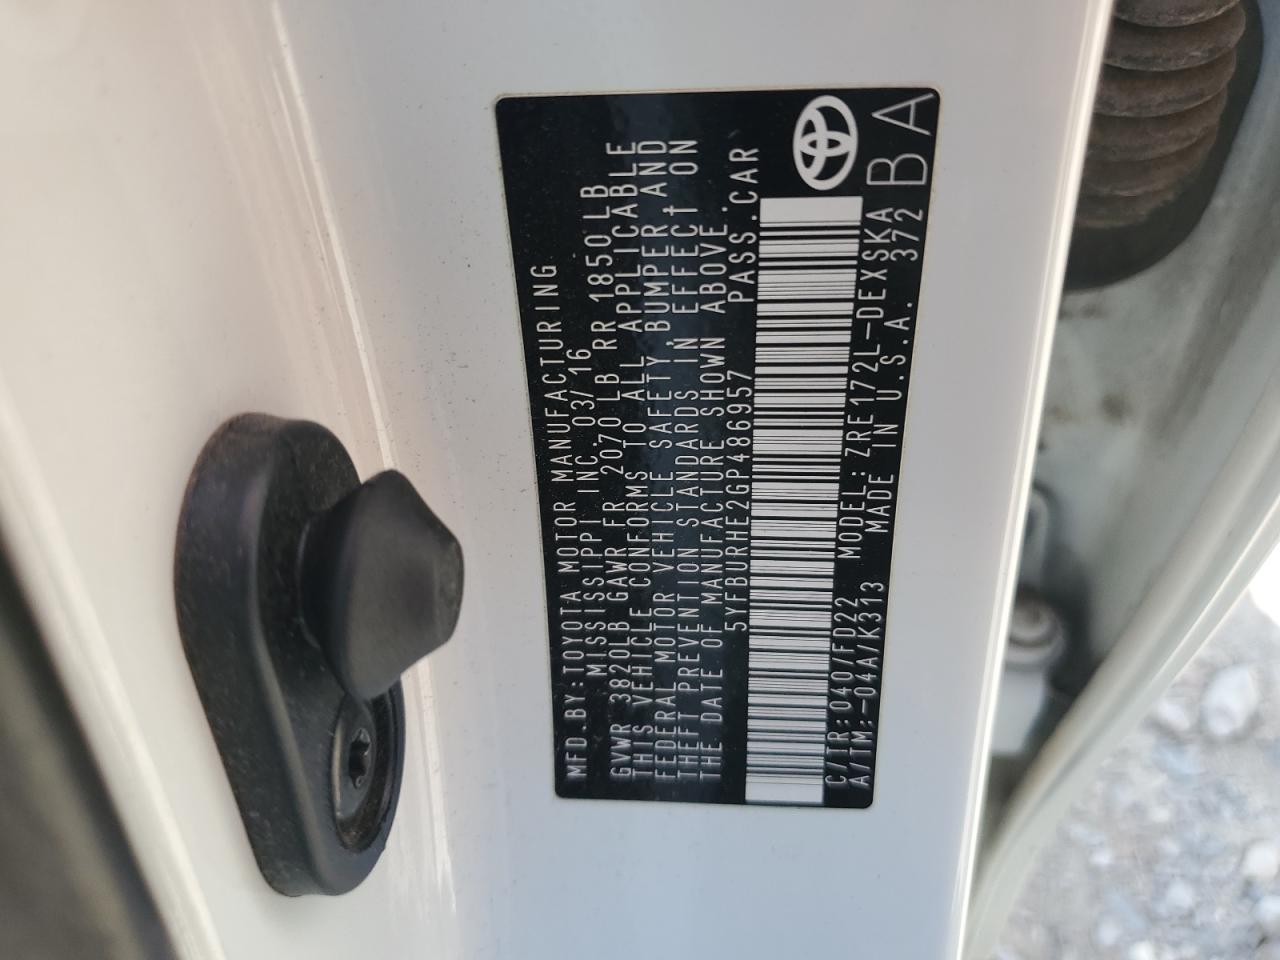 MFD.BY:TOYOTA MOTOR MANUFACTURING
MISSISSIPPI INC. 03/16
GVWR 3820LB GAWR FR 2070LB RR 1850LB
THIS VEHICLE CONFORMS TO ALL APPLICABLE
FEDERAL MOTOR VEHICLE SAFETY,BUMPER,AND
THEFT PREVENTION STANDARDS IN EFFECT ON
THE DATE OF MANUFACTURE SHOWN ABOVE.
5YFBURHE2GP486957 PASS.CAR
C/TR:040/FD22 MODEL:ZRE172L-DEXSKA
A/TM:-04A/K313 MADE IN U.S.A. 372
BA